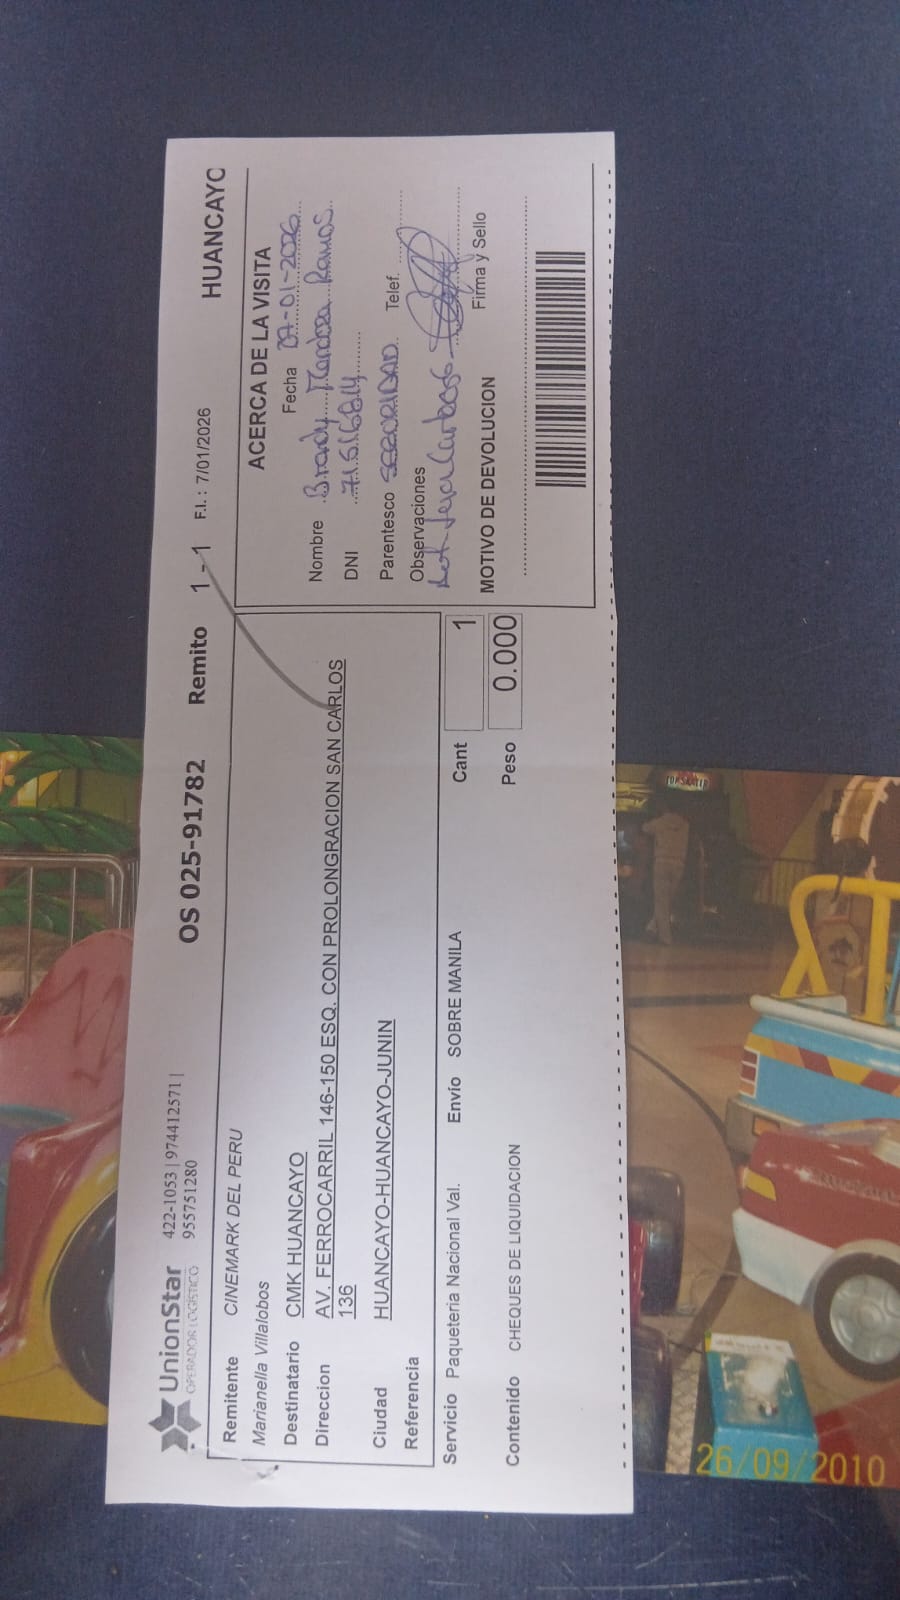 UnionStar
OPERADOR LOGÍSTICO
422-1053 | 974412571 |
955751280
OS 025-91782 Remito 1 - 1 F.I. : 7/01/2026 HUANCAYO
Remitente CINEMARK DEL PERU
Marianella Villalobos
Destinatario CMK HUANCAYO
Direccion AV. FERROCARRIL 146-150 ESQ. CON PROLONGRACION SAN CARLOS
136
Ciudad HUANCAYO-HUANCAYO-JUNIN
Referencia
Servicio Paqueteria Nacional Val. Envío SOBRE MANILA Cant 1
Contenido CHEQUES DE LIQUIDACION Peso 0.000
ACERCA DE LA VISITA
Fecha 07-01-2026
Nombre Brandy Mendoza Ramos
DNI
Parentesco SEGURIDAD Telef.
Observaciones
Firma y Sello
MOTIVO DE DEVOLUCION
26/09/2010